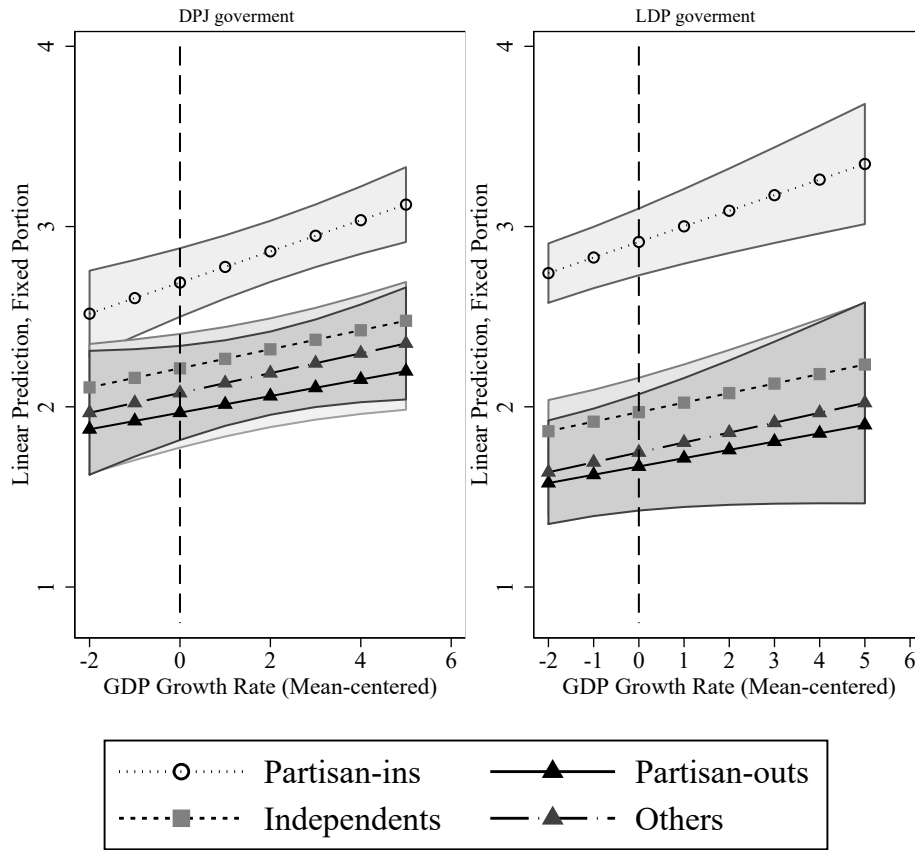 DPJ goverment
LDP goverment
Linear Prediction, Fixed Portion
4
3
2
1
-2 0 2 4 6
GDP Growth Rate (Mean-centered)
Linear Prediction, Fixed Portion
4
3
2
1
-2 -1 0 1 2 3 4 5 6
GDP Growth Rate (Mean-centered)
Partisan-ins
Partisan-outs
Independents
Others